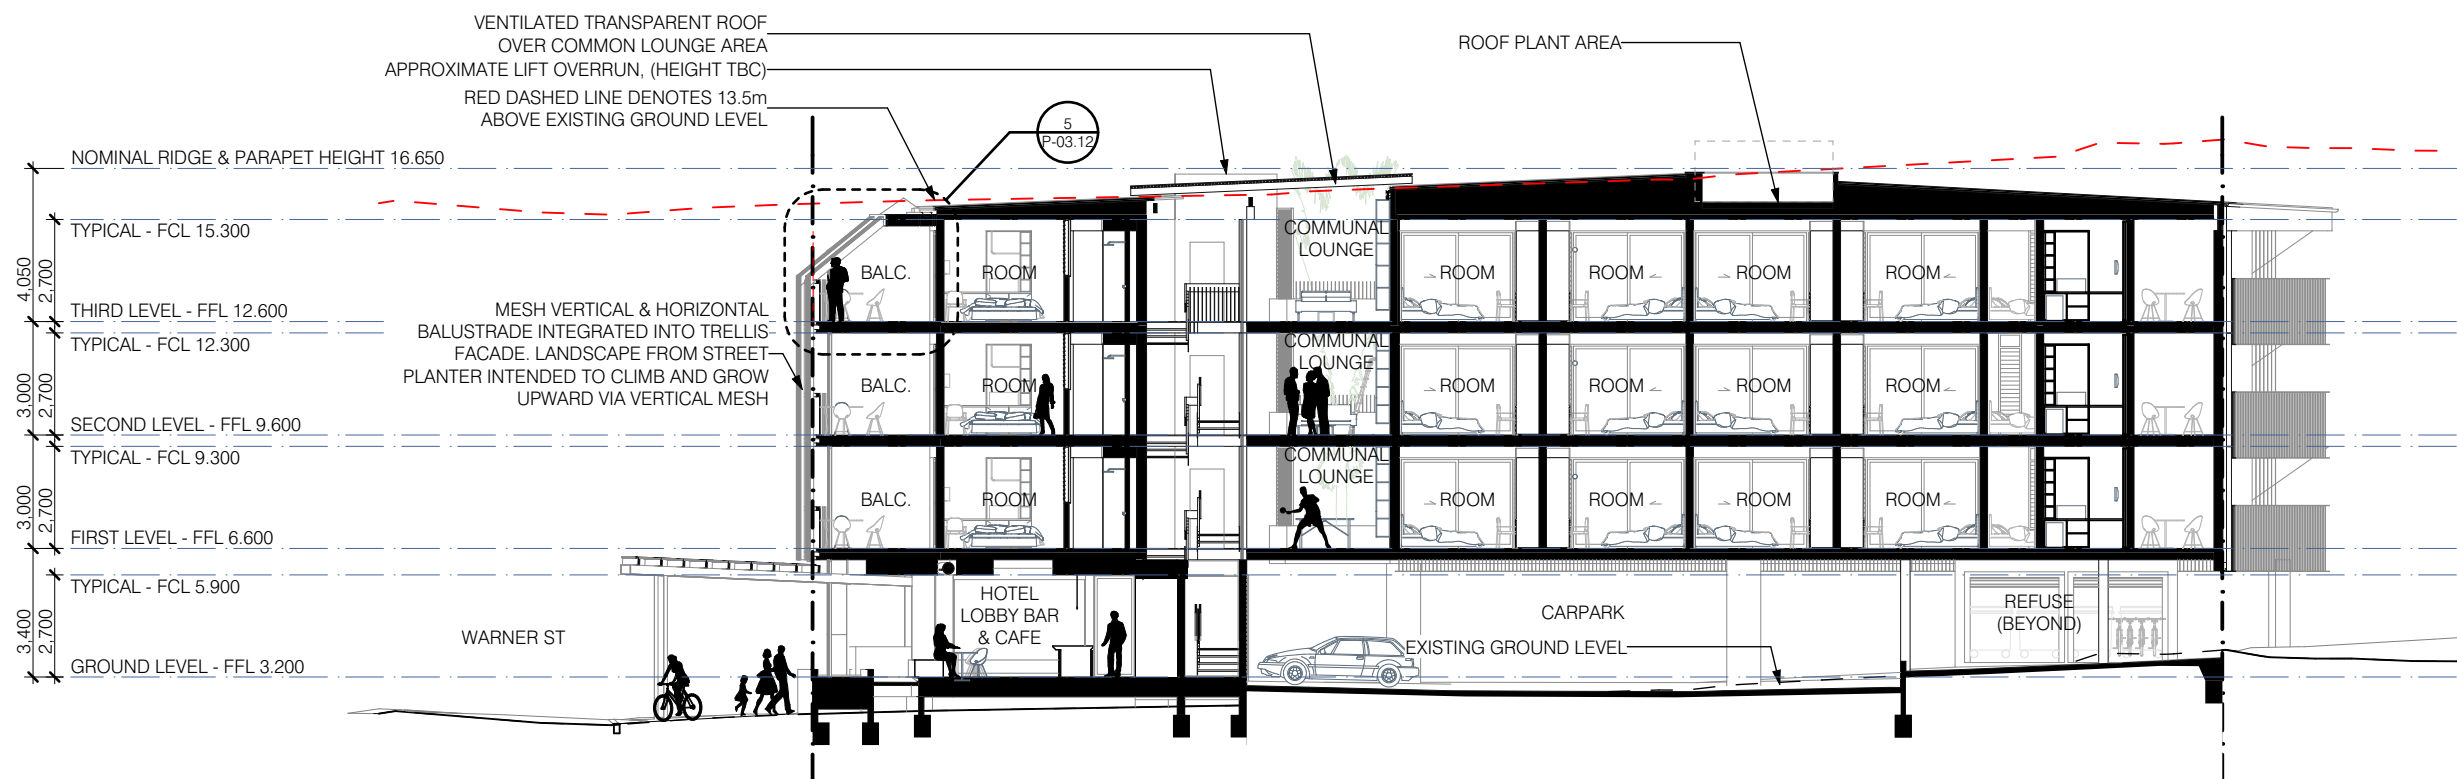 VENTILATED TRANSPARENT ROOF
OVER COMMON LOUNGE AREA
APPROXIMATE LIFT OVERRUN, (HEIGHT TBC)
RED DASHED LINE DENOTES 13.5m
ABOVE EXISTING GROUND LEVEL
5
P-03.12
ROOF PLANT AREA
NOMINAL RIDGE & PARAPET HEIGHT 16.650
TYPICAL - FCL 15.300
4,050
2,700
THIRD LEVEL - FFL 12.600
TYPICAL - FCL 12.300
3,000
2,700
SECOND LEVEL - FFL 9.600
TYPICAL - FCL 9.300
3,000
2,700
FIRST LEVEL - FFL 6.600
TYPICAL - FCL 5.900
3,400
2,700
GROUND LEVEL - FFL 3.200
MESH VERTICAL & HORIZONTAL
BALUSTRADE INTEGRATED INTO TRELLIS
FACADE. LANDSCAPE FROM STREET
PLANTER INTENDED TO CLIMB AND GROW
UPWARD VIA VERTICAL MESH
BALC.
ROOM
COMMUNAL
LOUNGE
ROOM
ROOM
ROOM
ROOM
BALC.
ROOM
COMMUNAL
LOUNGE
ROOM
ROOM
ROOM
ROOM
BALC.
ROOM
COMMUNAL
LOUNGE
ROOM
ROOM
ROOM
ROOM
WARNER ST
HOTEL
LOBBY BAR
& CAFE
CARPARK
EXISTING GROUND LEVEL
REFUSE
(BEYOND)